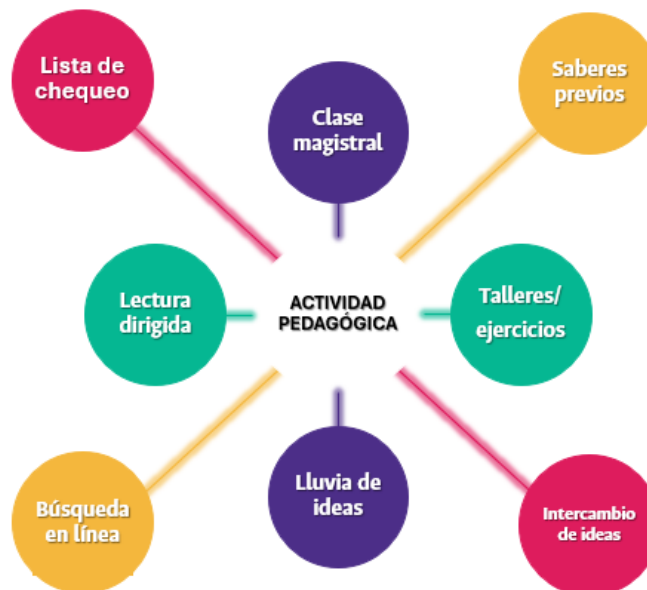 Lista de
chequeo
Clase
magistral
Saberes
previos
Lectura
dirigida
ACTIVIDAD
PEDAGÓGICA
Talleres/
ejercicios
Búsqueda
en línea
Lluvia de
ideas
Intercambio
de ideas